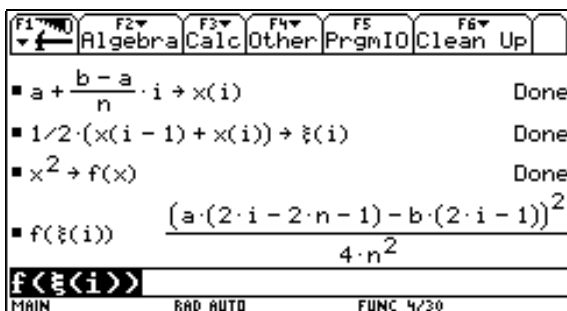 F1 F2 F3 F4 F5 F6
Algebra Calc Other PrgmIO Clean Up
▪ a + (b − a)/n · i → x(i) Done
▪ 1/2·(x(i − 1) + x(i)) → ξ(i) Done
▪ x² → f(x) Done
▪ f(ξ(i)) (a·(2·i − 2·n − 1) − b·(2·i − 1))² / 4·n²
f(ξ(i))
MAIN RAD AUTO FUNC 4/30